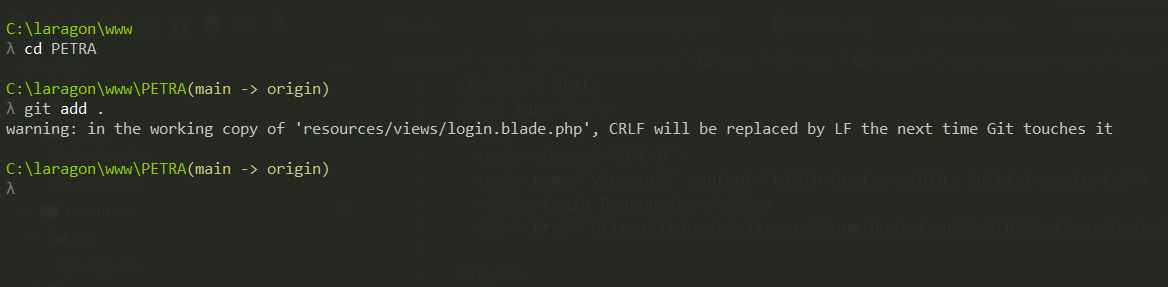 C:\laragon\www
λ cd PETRA
C:\laragon\www\PETRA(main -> origin)
λ git add .
warning: in the working copy of 'resources/views/login.blade.php', CRLF will be replaced by LF the next time Git touches it
C:\laragon\www\PETRA(main -> origin)
λ